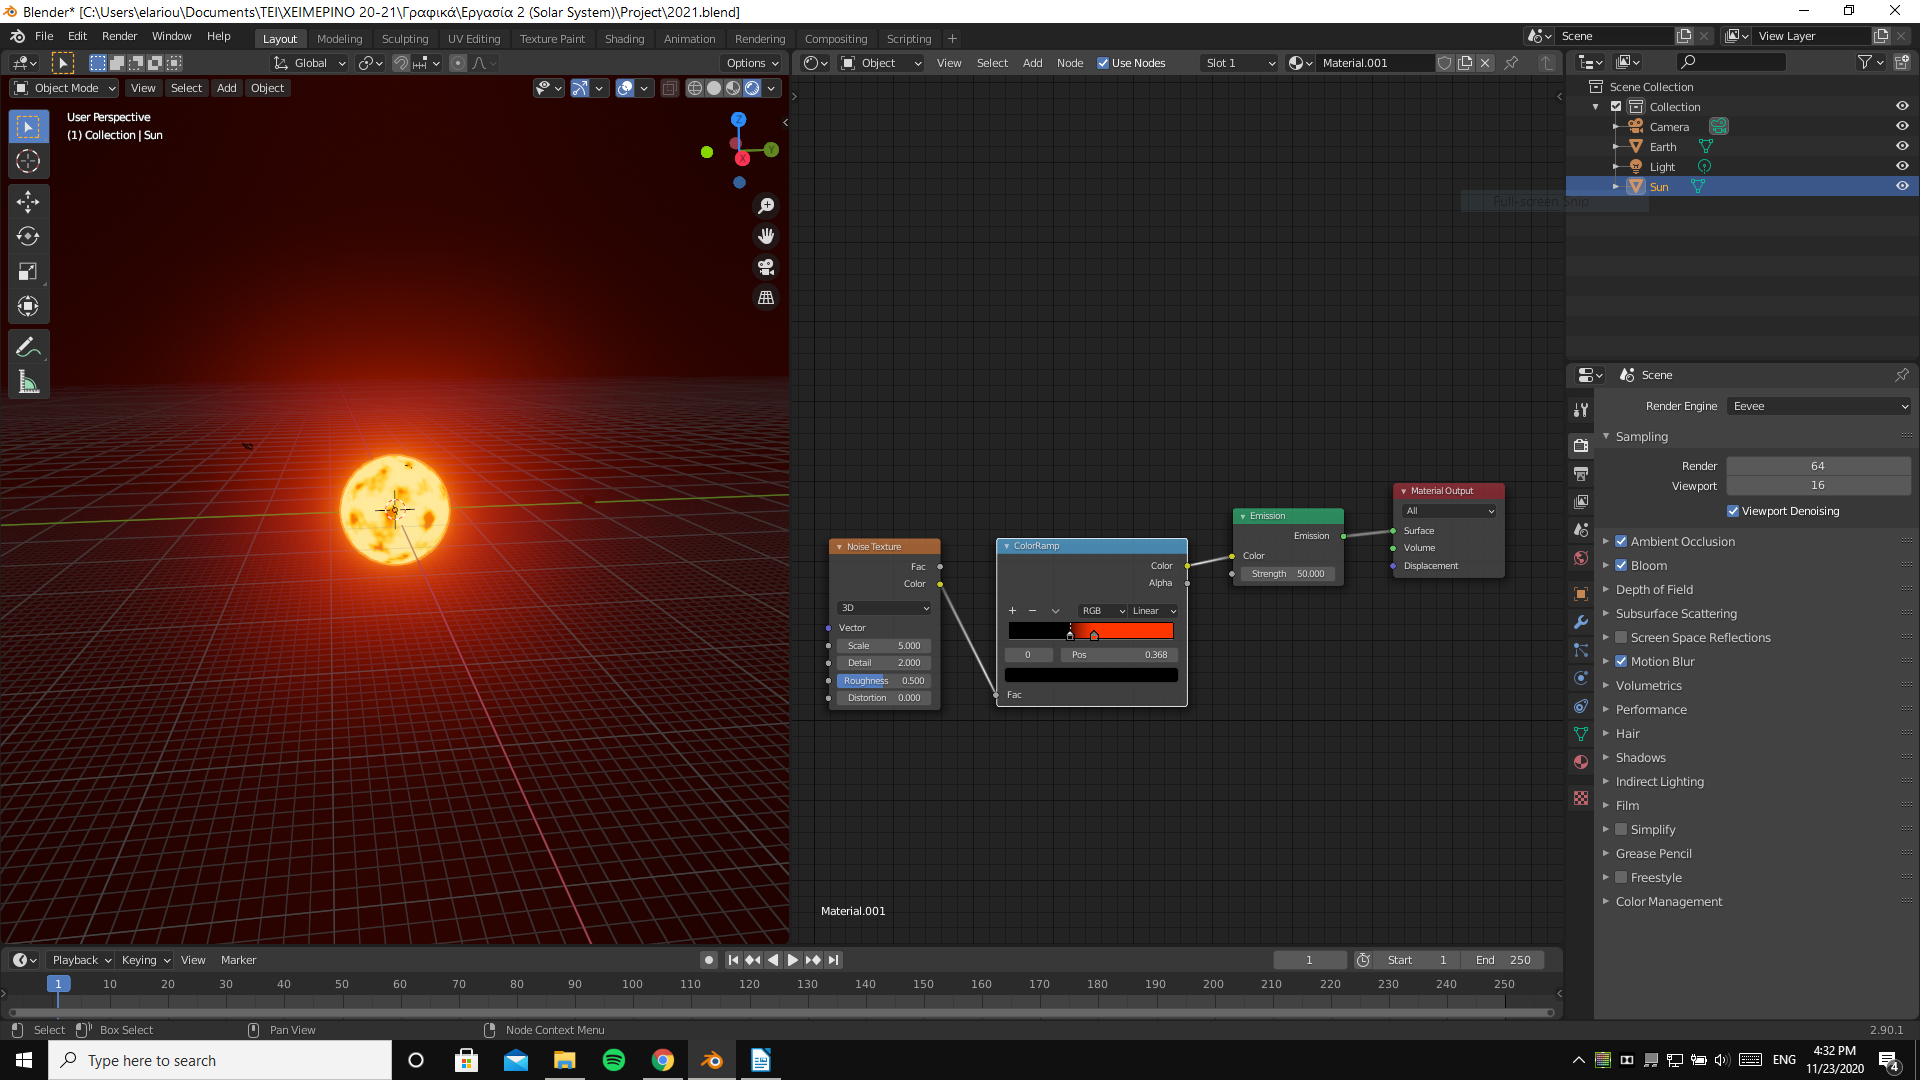 Blender* [C:\Users\elariou\Documents\ΤΕΙ\ΧΕΙΜΕΡΙΝΟ 20-21\Γραφικά\Εργασία 2 (Solar System)\Project\2021.blend]
File Edit Render Window Help Layout Modeling Sculpting UV Editing Texture Paint Shading Animation Rendering Compositing Scripting + Scene View Layer
Global Options Object View Select Add Node Use Nodes Slot 1 Material.001
Object Mode View Select Add Object
User Perspective
(1) Collection | Sun
Z
Y
X
Scene Collection
Collection
Camera
Earth
Light
Sun
Full-screen Snip
Noise Texture
Fac
Color
3D
Vector
Scale 5.000
Detail 2.000
Roughness 0.500
Distortion 0.000
ColorRamp
Color
Alpha
RGB Linear
0 Pos 0.368
Fac
Emission
Emission
Color
Strength 50.000
Material Output
All
Surface
Volume
Displacement
Material.001
Scene
Render Engine Eevee
Sampling
Render 64
Viewport 16
Viewport Denoising
Ambient Occlusion
Bloom
Depth of Field
Subsurface Scattering
Screen Space Reflections
Motion Blur
Volumetrics
Performance
Hair
Shadows
Indirect Lighting
Film
Simplify
Grease Pencil
Freestyle
Color Management
Playback Keying View Marker 1 Start 1 End 250
1 10 20 30 40 50 60 70 80 90 100 110 120 130 140 150 160 170 180 190 200 210 220 230 240 250
Select Box Select Pan View Node Context Menu 2.90.1
Type here to search ENG 4:32 PM
11/23/2020 4